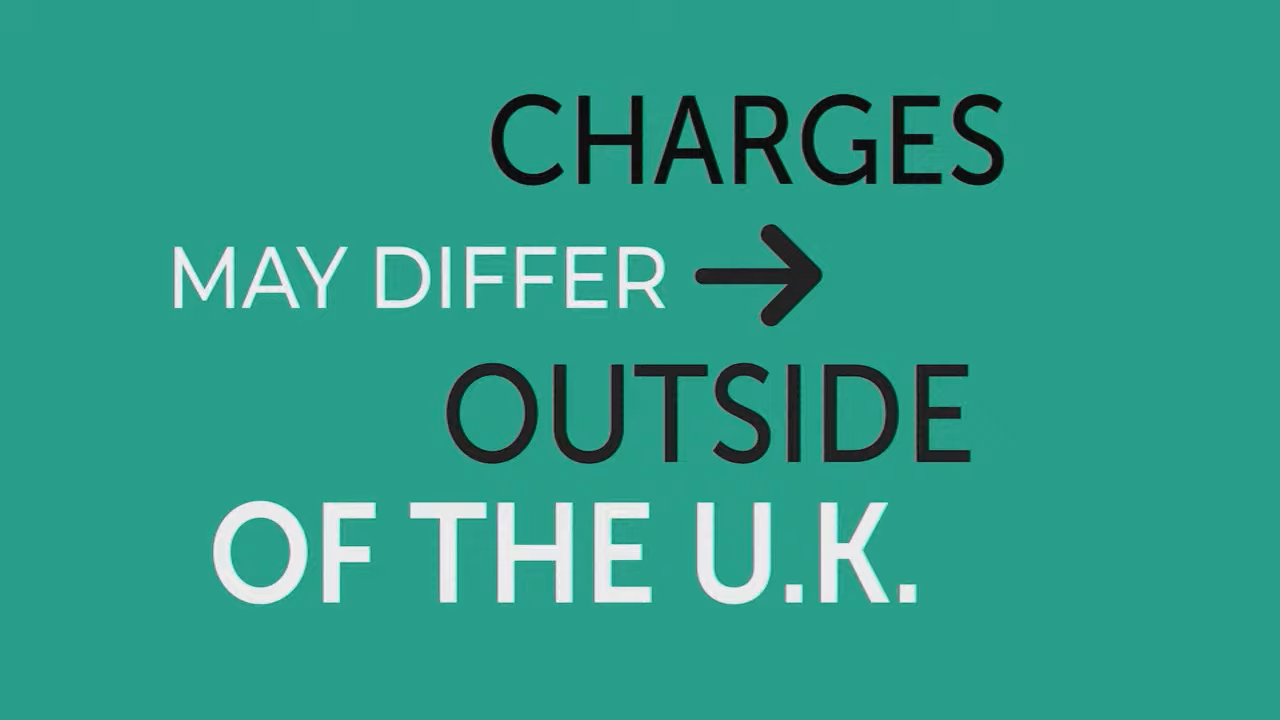 CHARGES
MAY DIFFER →
OUTSIDE
OF THE U.K.